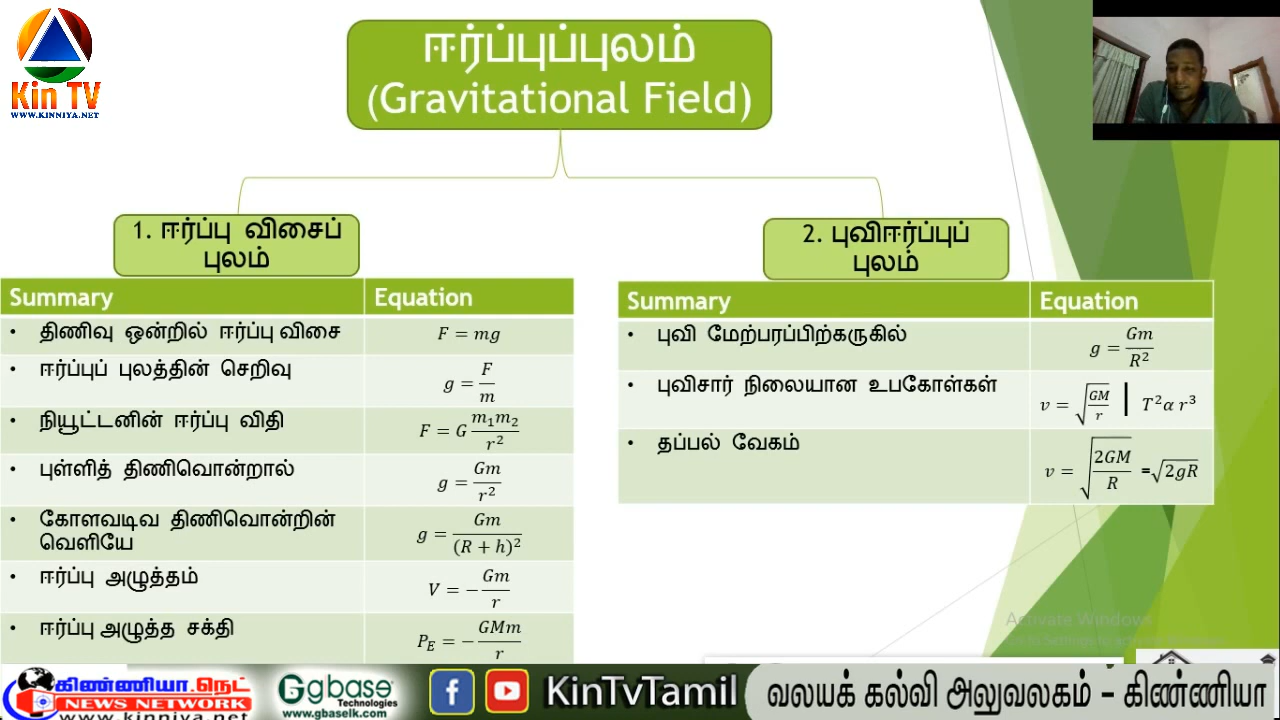 Kin TV
WWW.KINNIYA.NET
ஈர்ப்புப்புலம்
(Gravitational Field)
1. ஈர்ப்பு விசைப்
புலம்
Summary Equation
• திணிவு ஒன்றில் ஈர்ப்பு விசை F = mg
• ஈர்ப்புப் புலத்தின் செறிவு g = F/m
• நியூட்டனின் ஈர்ப்பு விதி F = G m₁m₂/r²
• புள்ளித் திணிவொன்றால் g = Gm/r²
• கோளவடிவ திணிவொன்றின்
வெளியே g = Gm/(R + h)²
• ஈர்ப்பு அழுத்தம் V = −Gm/r
• ஈர்ப்பு அழுத்த சக்தி P_E = −GMm/r
2. புவிஈர்ப்புப்
புலம்
Summary Equation
• புவி மேற்பரப்பிற்கருகில் g = Gm/R²
• புவிசார் நிலையான உபகோள்கள் v = √(GM/r) | T²α r³
• தப்பல் வேகம் v = √(2GM/R) =√2gR
Activate Windows
கிண்ணியா.நெட்
NEWS NETWORK
www.kinniya.net
Ggbase
Technologies
www.gbaselk.com
KinTvTamil
வலயக் கல்வி அலுவலகம் – கிண்ணியா